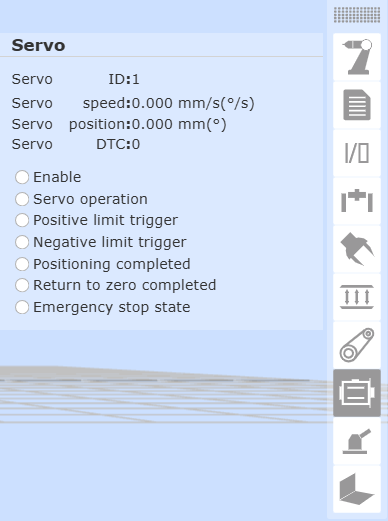 Servo
Servo ID:1
Servo speed:0.000 mm/s(°/s)
Servo position:0.000 mm(°)
Servo DTC:0
Enable
Servo operation
Positive limit trigger
Negative limit trigger
Positioning completed
Return to zero completed
Emergency stop state